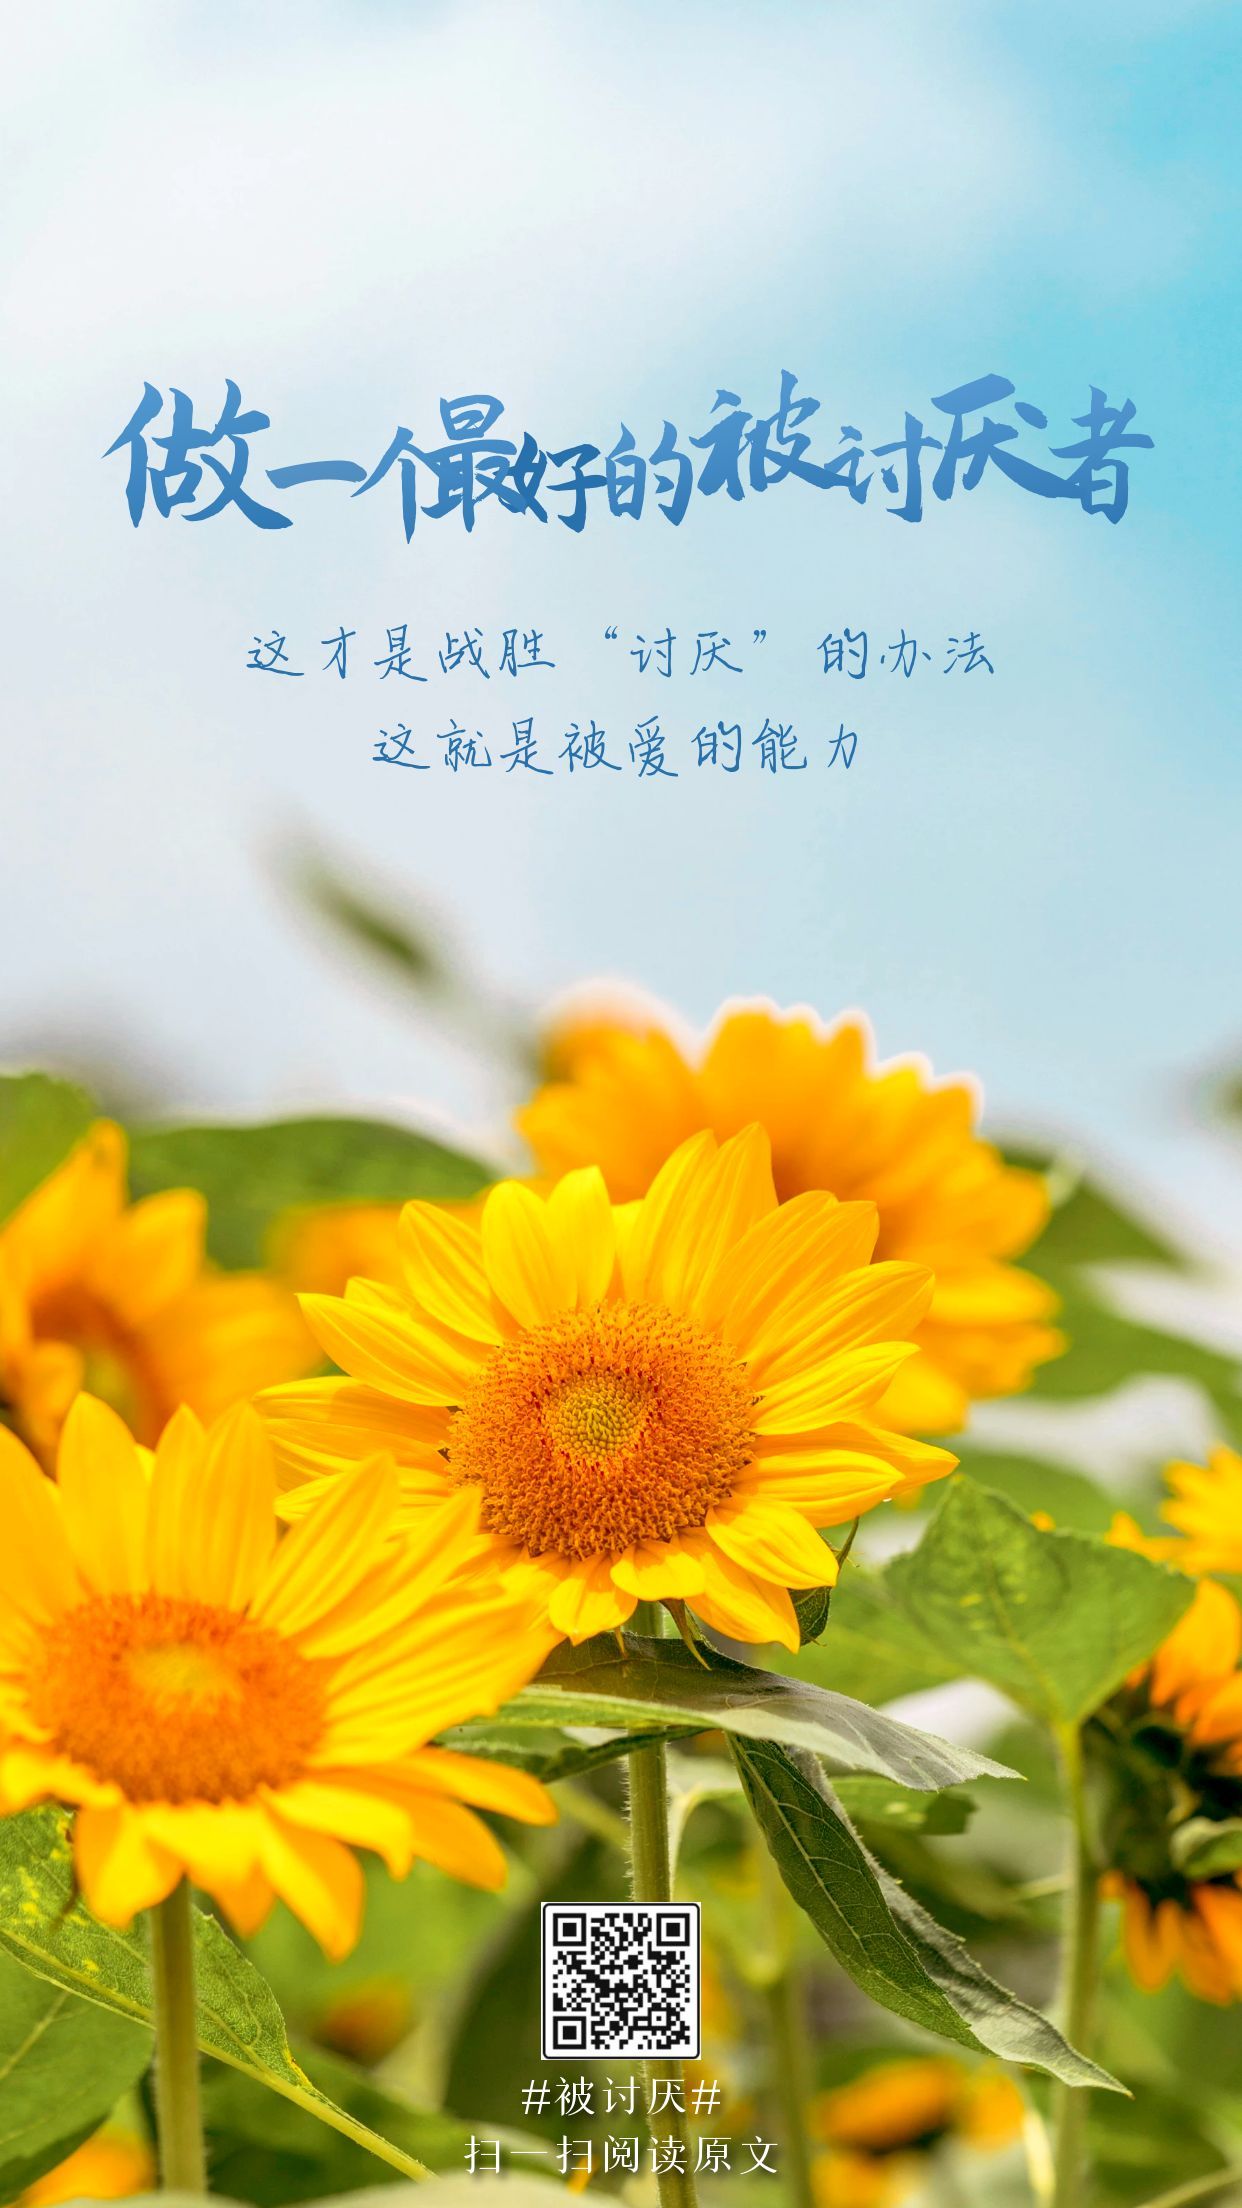 做一个最好的被讨厌者
这才是战胜“讨厌”的办法
这就是被爱的能力
#被讨厌#
扫一扫阅读原文